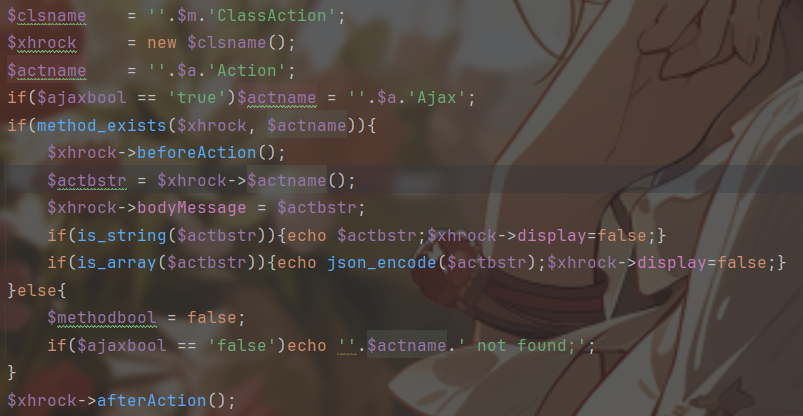 $clsname    = ''.$m.'ClassAction';
$xhrock     = new $clsname();
$actname    = ''.$a.'Action';
if($ajaxbool == 'true')$actname = ''.$a.'Ajax';
if(method_exists($xhrock, $actname)){
    $xhrock->beforeAction();
    $actbstr = $xhrock->$actname();
    $xhrock->bodyMessage = $actbstr;
    if(is_string($actbstr)){echo $actbstr;$xhrock->display=false;}
    if(is_array($actbstr)){echo json_encode($actbstr);$xhrock->display=false;}
}else{
    $methodbool = false;
    if($ajaxbool == 'false')echo ''.$actname.' not found;';
}
$xhrock->afterAction();